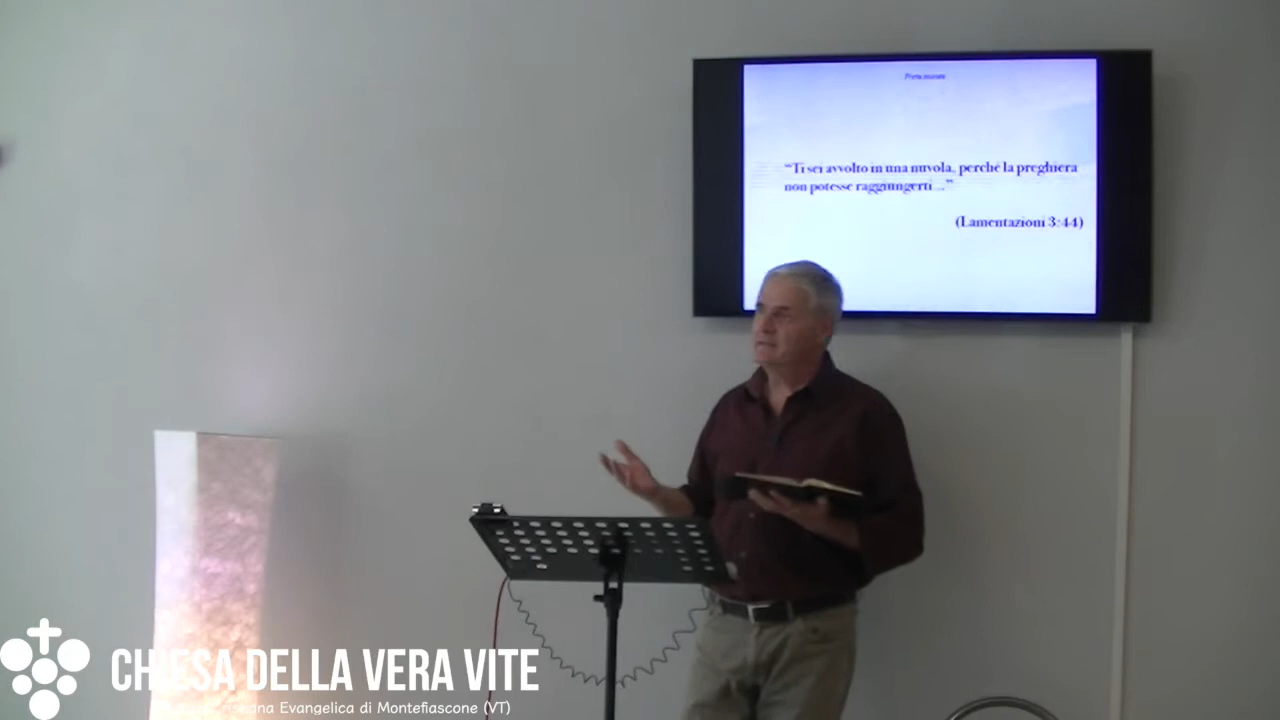 “Ti sei avvolto in una nuvola, perché la preghiera
non potesse raggiungerti ...”
(Lamentazioni 3:44)
CHIESA DELLA VERA VITE
Evangelica di Montefiascone (VT)